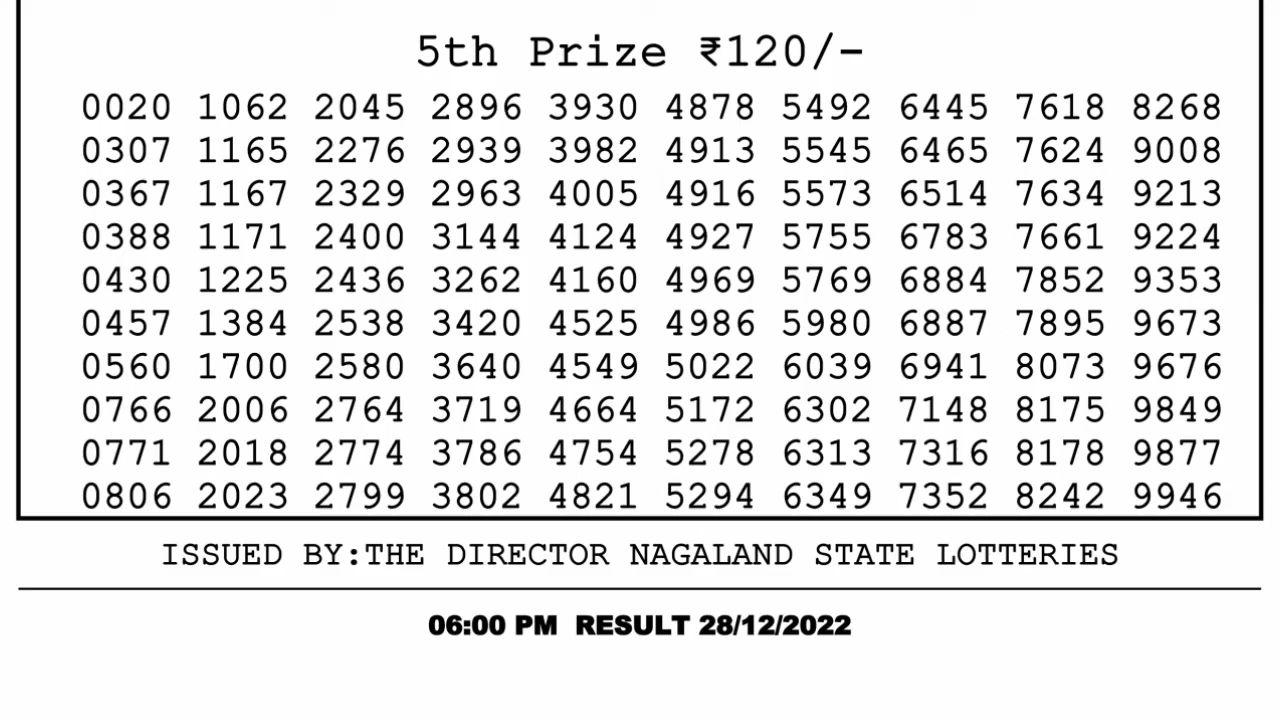 5th Prize ₹120/-
0020 1062 2045 2896 3930 4878 5492 6445 7618 8268
0307 1165 2276 2939 3982 4913 5545 6465 7624 9008
0367 1167 2329 2963 4005 4916 5573 6514 7634 9213
0388 1171 2400 3144 4124 4927 5755 6783 7661 9224
0430 1225 2436 3262 4160 4969 5769 6884 7852 9353
0457 1384 2538 3420 4525 4986 5980 6887 7895 9673
0560 1700 2580 3640 4549 5022 6039 6941 8073 9676
0766 2006 2764 3719 4664 5172 6302 7148 8175 9849
0771 2018 2774 3786 4754 5278 6313 7316 8178 9877
0806 2023 2799 3802 4821 5294 6349 7352 8242 9946
ISSUED BY:THE DIRECTOR NAGALAND STATE LOTTERIES
06:00 PM RESULT 28/12/2022